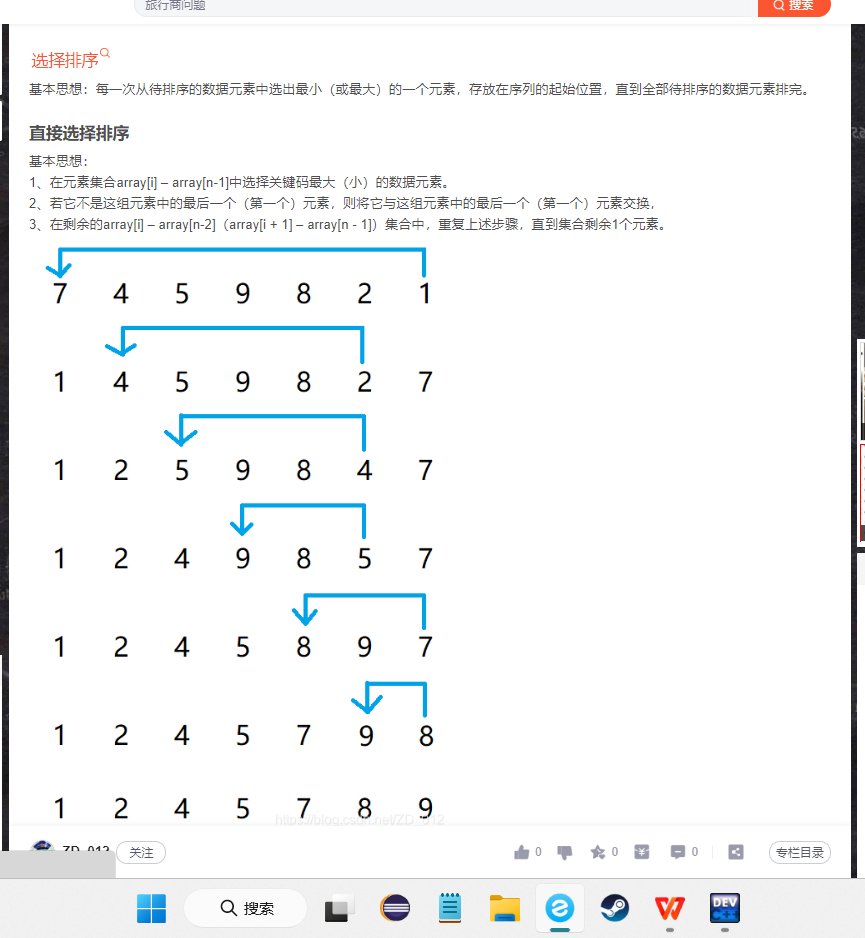 旅行商问题
搜索
选择排序
基本思想：每一次从待排序的数据元素中选出最小（或最大）的一个元素，存放在序列的起始位置，直到全部待排序的数据元素排完。
直接选择排序
基本思想：
1、在元素集合array[i] – array[n-1]中选择关键码最大（小）的数据元素。
2、若它不是这组元素中的最后一个（第一个）元素，则将它与这组元素中的最后一个（第一个）元素交换，
3、在剩余的array[i] – array[n-2]（array[i + 1] – array[n - 1]）集合中，重复上述步骤，直到集合剩余1个元素。
7 4 5 9 8 2 1
1 4 5 9 8 2 7
1 2 5 9 8 4 7
1 2 4 9 8 5 7
1 2 4 5 8 9 7
1 2 4 5 7 9 8
1 2 4 5 7 8 9
https://blog.csdn.net/ZD_012
ZD_012 关注 0 0 0 专栏目录
搜索 DEV C++